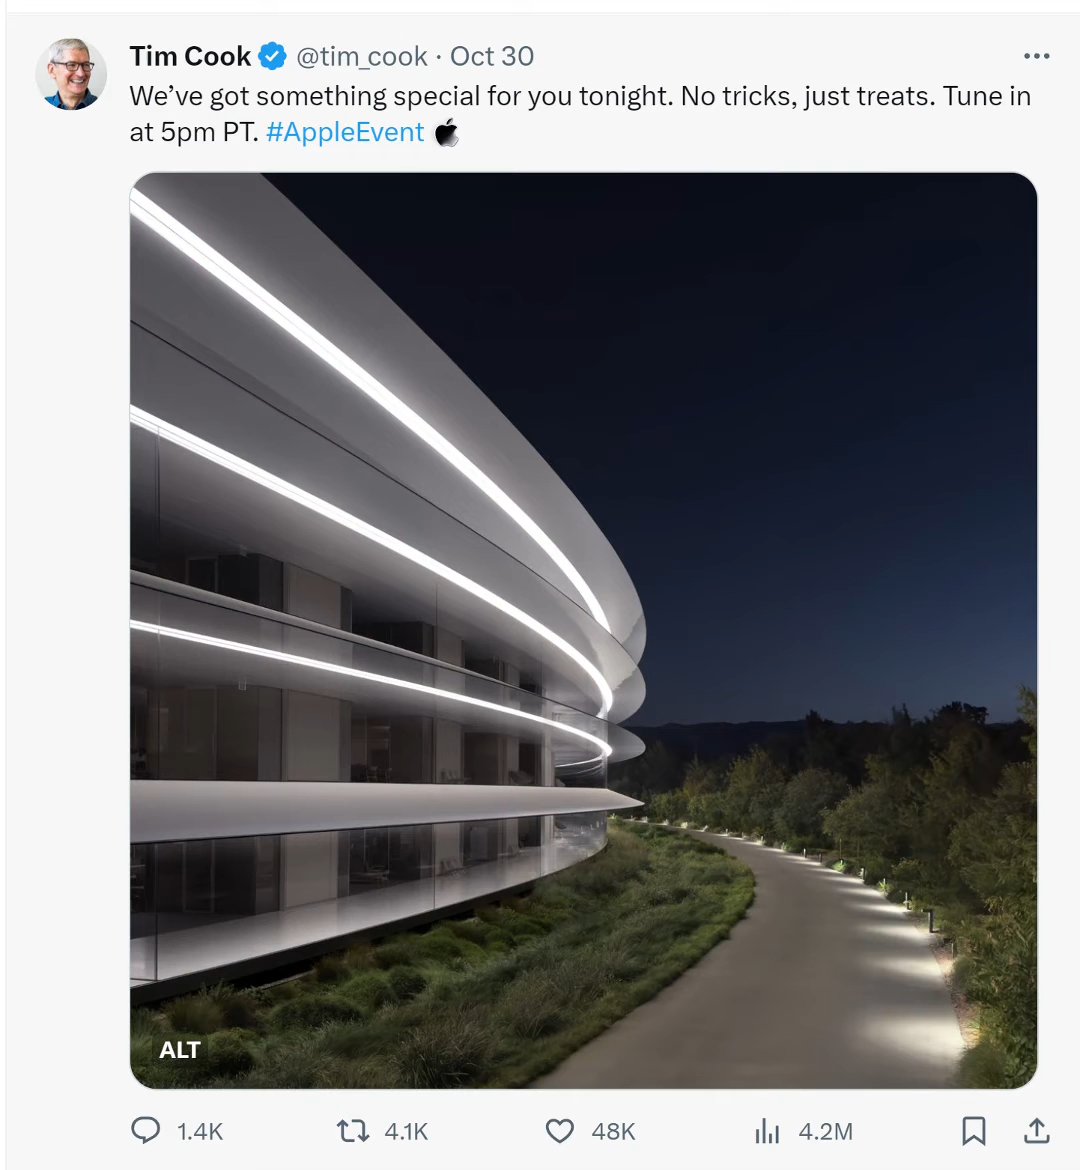 Tim Cook @tim_cook · Oct 30
We’ve got something special for you tonight. No tricks, just treats. Tune in
at 5pm PT. #AppleEvent
ALT
1.4K 4.1K 48K 4.2M